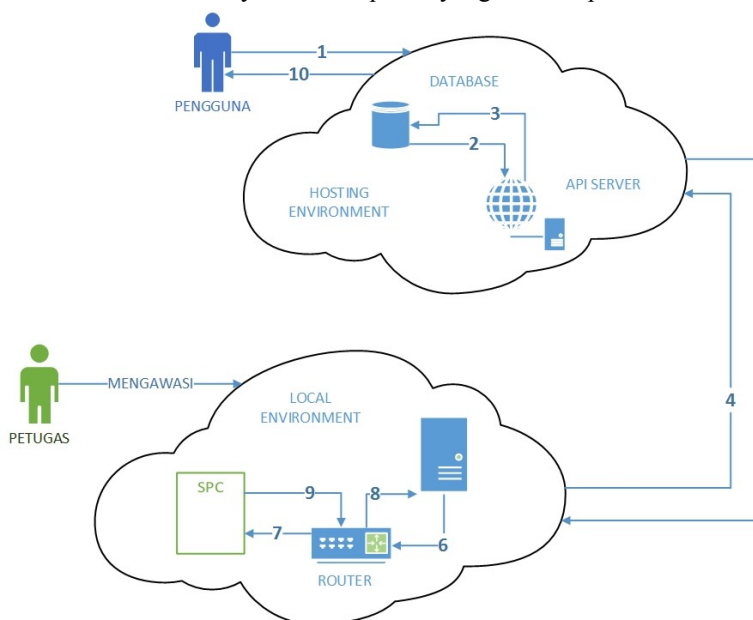 1
10
PENGGUNA
DATABASE
3
2
API SERVER
HOSTING
ENVIRONMENT
4
MENGAWASI
PETUGAS
LOCAL
ENVIRONMENT
SPC
9
8
7
6
ROUTER